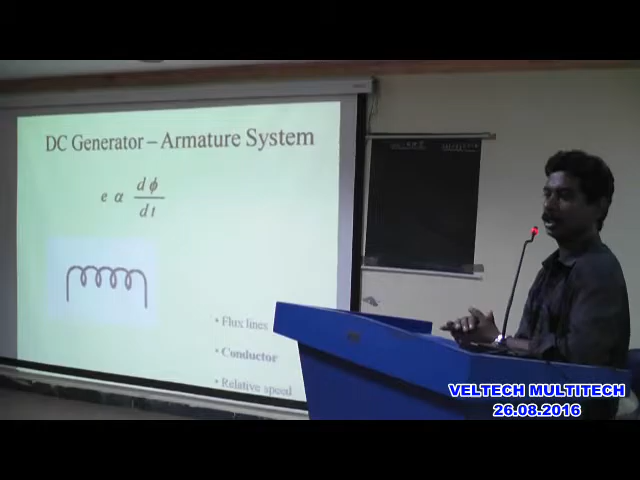 DC Generator – Armature System
e α dϕ
dt
• Flux lines
• Conductor
• Relative speed
VELTECH MULTITECH
26.08.2016